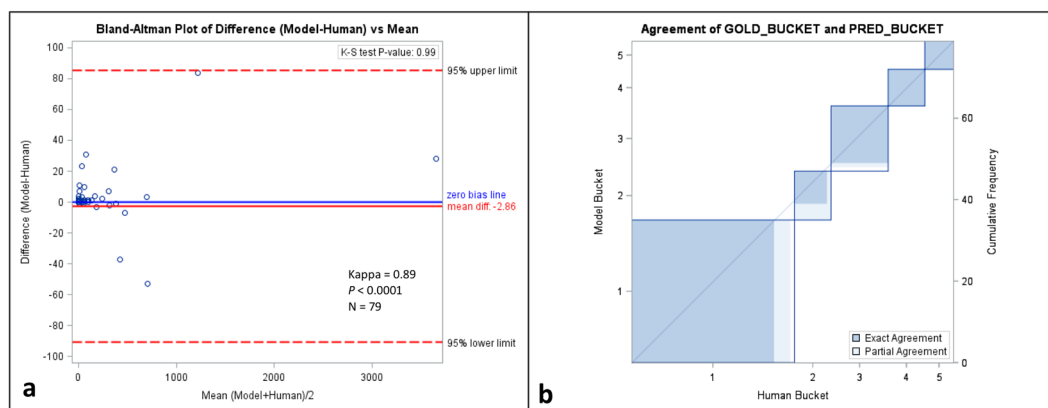 Bland-Altman Plot of Difference (Model-Human) vs Mean
K-S test P-value: 0.99
100
80
60
40
20
0
-20
-40
-60
-80
-100
Difference (Model-Human)
95% upper limit
zero bias line
mean diff: -2.86
95% lower limit
Kappa = 0.89
P < 0.0001
N = 79
0 1000 2000 3000
Mean (Model+Human)/2
a
Agreement of GOLD_BUCKET and PRED_BUCKET
5
4
3
2
1
Model Bucket
60
40
20
0
Cumulative Frequency
Exact Agreement
Partial Agreement
1 2 3 4 5
Human Bucket
b